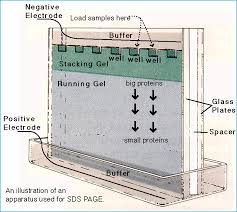 Negative
Electrode
Load samples here
Buffer
well well well
Stacking Gel
Running Gel
big proteins
Glass
Plates
Positive
Electrode
Spacer
small proteins
Buffer
An illustration of an
apparatus used for SDS PAGE.